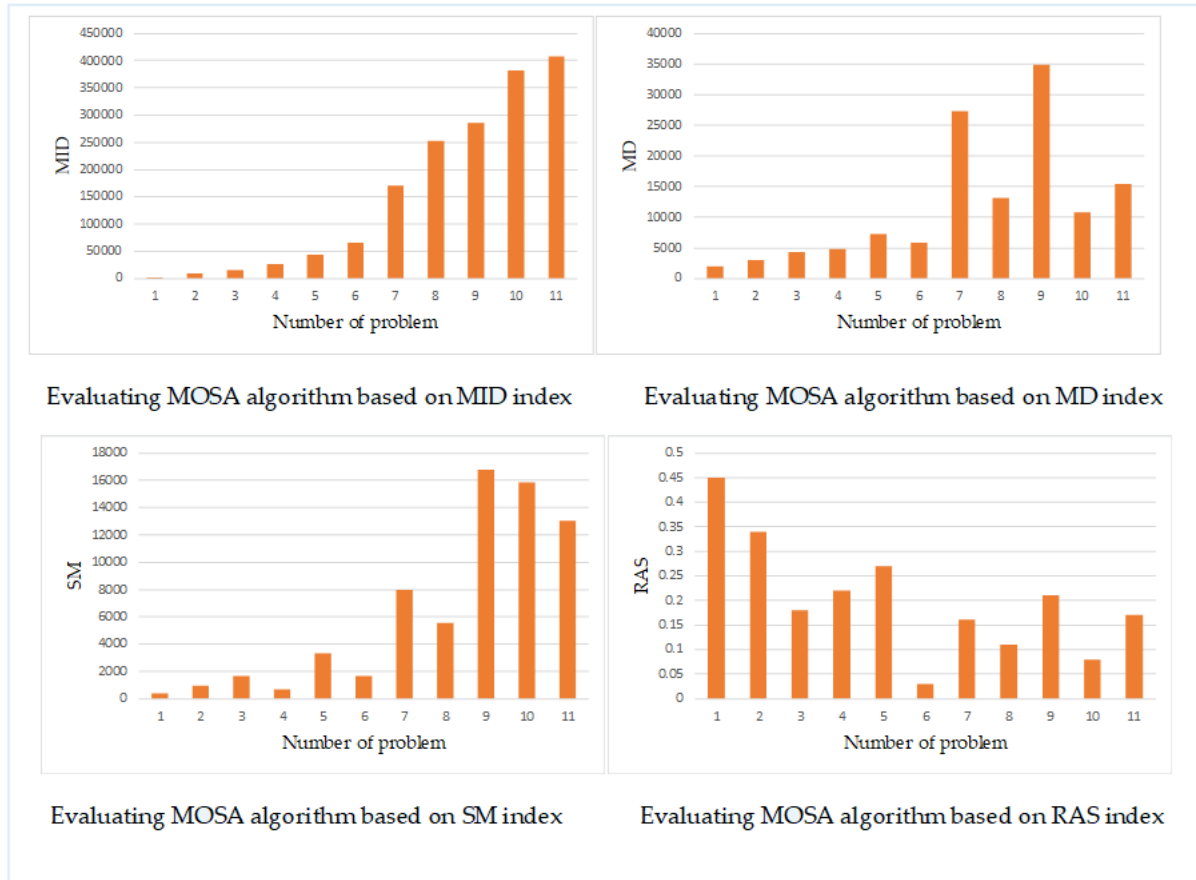 450000
400000
350000
300000
250000
200000
150000
100000
50000
0
MID
1 2 3 4 5 6 7 8 9 10 11
Number of problem
40000
35000
30000
25000
20000
15000
10000
5000
0
MD
1 2 3 4 5 6 7 8 9 10 11
Number of problem
Evaluating MOSA algorithm based on MID index
Evaluating MOSA algorithm based on MD index
18000
16000
14000
12000
10000
8000
6000
4000
2000
0
SM
1 2 3 4 5 6 7 8 9 10 11
Number of problem
0.5
0.45
0.4
0.35
0.3
0.25
0.2
0.15
0.1
0.05
0
RAS
1 2 3 4 5 6 7 8 9 10 11
Number of problem
Evaluating MOSA algorithm based on SM index
Evaluating MOSA algorithm based on RAS index